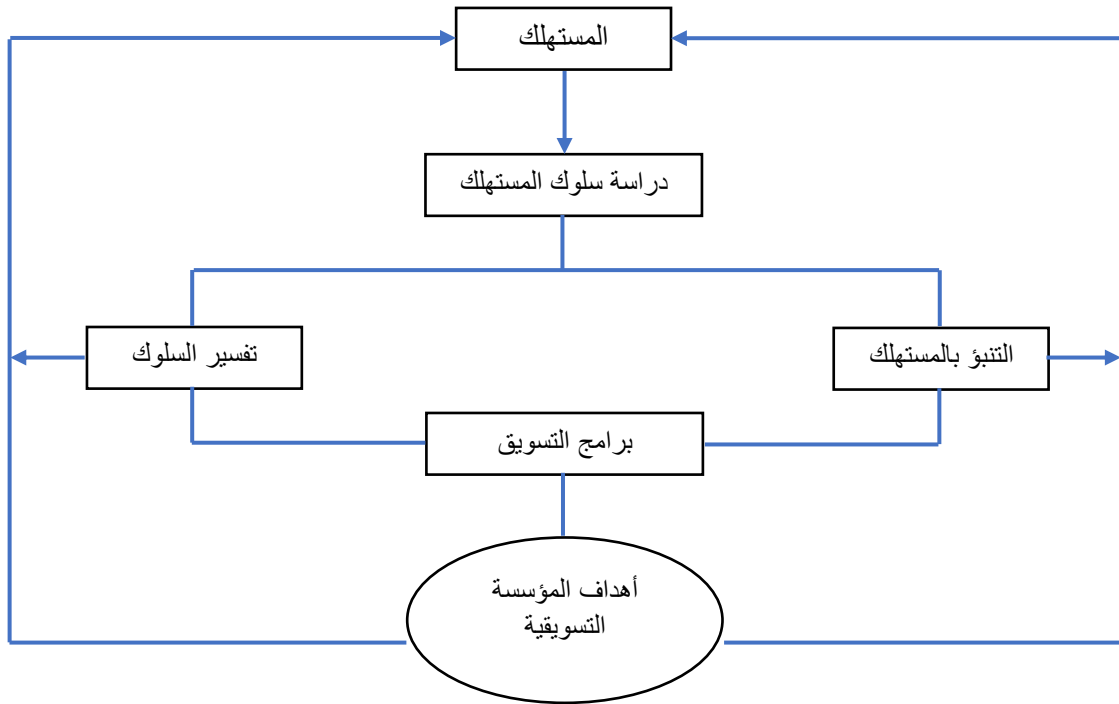 المستهلك
دراسة سلوك المستهلك
التنبؤ بالمستهلك
تفسير السلوك
برامج التسويق
أهداف المؤسسة
التسويقية